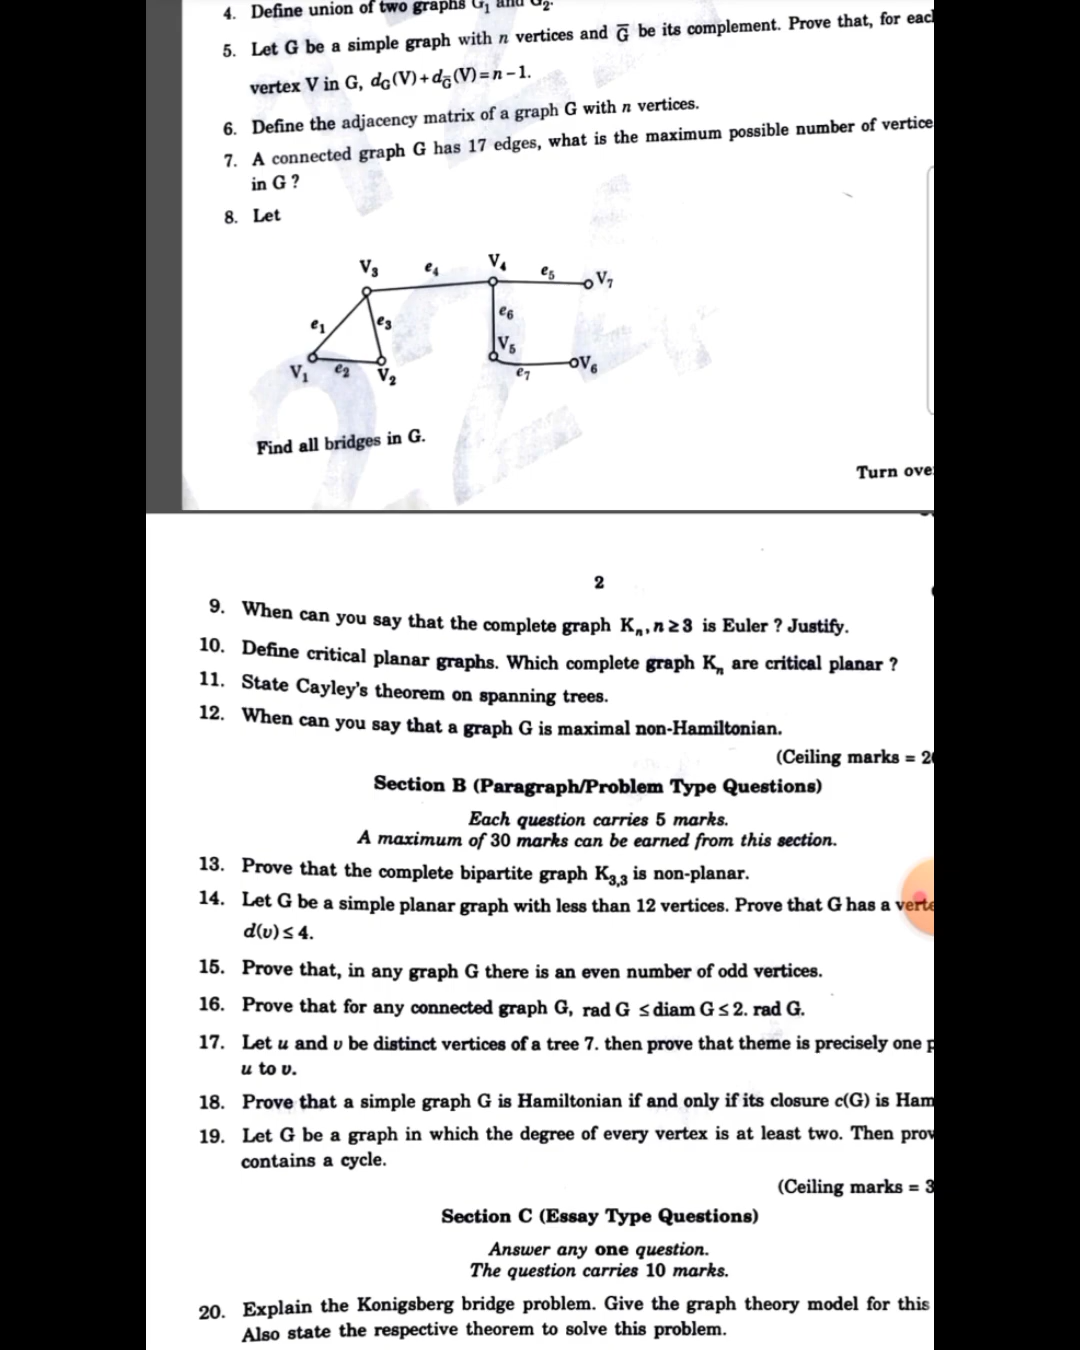 4. Define union of two graphs G₁ and G₂.
5. Let G be a simple graph with n vertices and G̅ be its complement. Prove that, for each
vertex V in G, d_G(V) + d_G̅(V) = n – 1.
6. Define the adjacency matrix of a graph G with n vertices.
7. A connected graph G has 17 edges, what is the maximum possible number of vertice
in G ?
8. Let
V₃ e₄ V₄ e₅ V₇
e₁ e₃ e₆
V₅
V₁ e₂ V₂ e₇ V₆
Find all bridges in G.
Turn ove
2
9. When can you say that the complete graph Kₙ, n ≥ 3 is Euler ? Justify.
10. Define critical planar graphs. Which complete graph Kₙ are critical planar ?
11. State Cayley's theorem on spanning trees.
12. When can you say that a graph G is maximal non-Hamiltonian.
(Ceiling marks = 2
Section B (Paragraph/Problem Type Questions)
Each question carries 5 marks.
A maximum of 30 marks can be earned from this section.
13. Prove that the complete bipartite graph K₃,₃ is non-planar.
14. Let G be a simple planar graph with less than 12 vertices. Prove that G has a verte
d(v) ≤ 4.
15. Prove that, in any graph G there is an even number of odd vertices.
16. Prove that for any connected graph G, rad G ≤ diam G ≤ 2. rad G.
17. Let u and v be distinct vertices of a tree 7. then prove that theme is precisely one p
u to v.
18. Prove that a simple graph G is Hamiltonian if and only if its closure c(G) is Ham
19. Let G be a graph in which the degree of every vertex is at least two. Then prov
contains a cycle.
(Ceiling marks = 3
Section C (Essay Type Questions)
Answer any one question.
The question carries 10 marks.
20. Explain the Konigsberg bridge problem. Give the graph theory model for this
Also state the respective theorem to solve this problem.